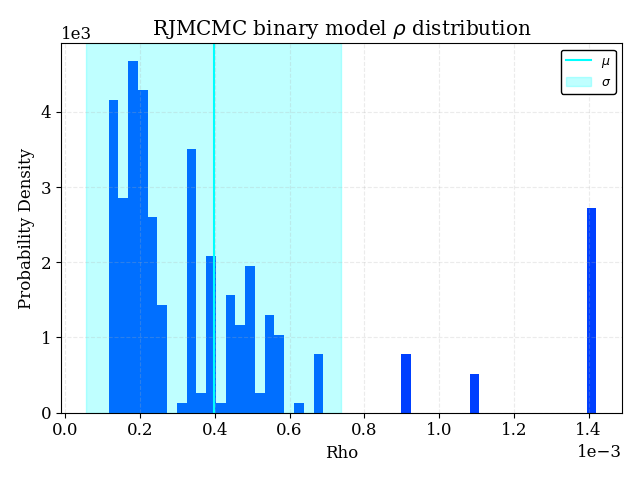 RJMCMC binary model ρ distribution
1e3
μ
σ
4
3
2
1
0
Probability Density
0.0 0.2 0.4 0.6 0.8 1.0 1.2 1.4
1e−3
Rho